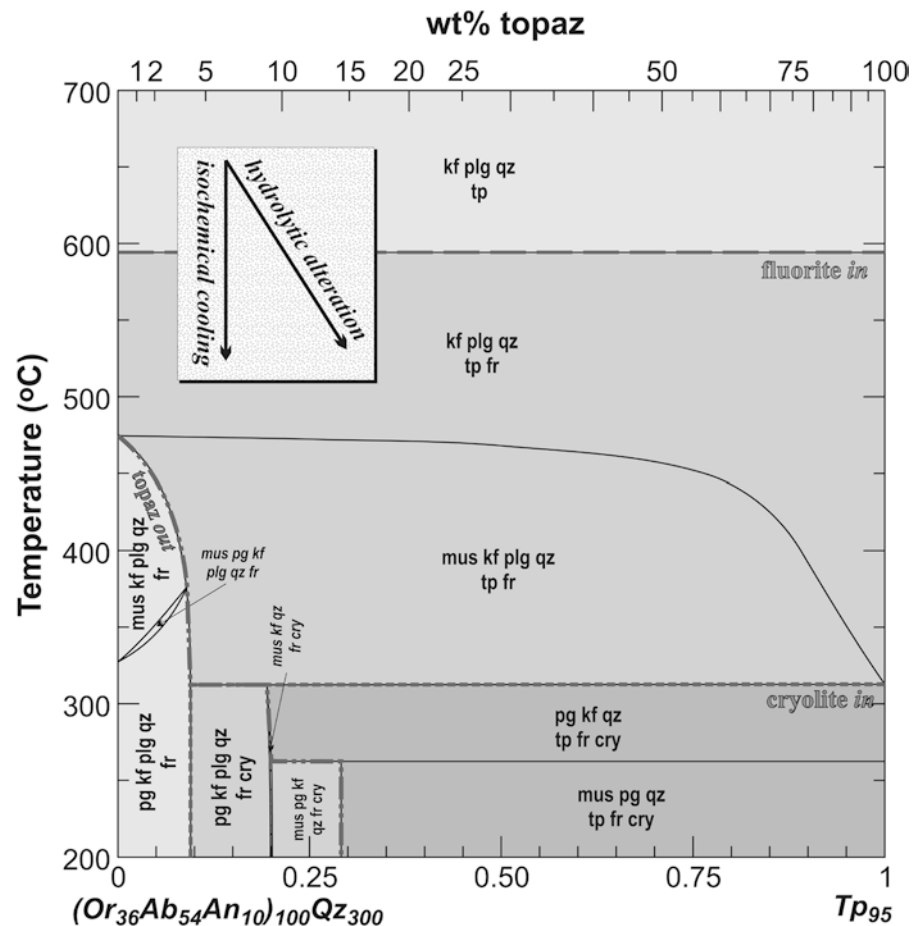 wt% topaz
12 5 10 15 20 25 50 75 100
700
600
500
400
300
200
Temperature (oC)
isochemical cooling
hydrolytic alteration
kf plg qz
tp
fluorite in
kf plg qz
tp fr
topaz out
mus kf plg qz
fr
mus pg kf
plg qz fr
mus kf plg qz
tp fr
mus kf qz
fr cry
cryolite in
pg kf plg qz
fr
pg kf plg qz
fr cry
pg kf qz
tp fr cry
mus pg kf
qz fr cry
mus pg qz
tp fr cry
0 0.25 0.50 0.75 1
(Or36Ab54An10)100Qz300
Tp95